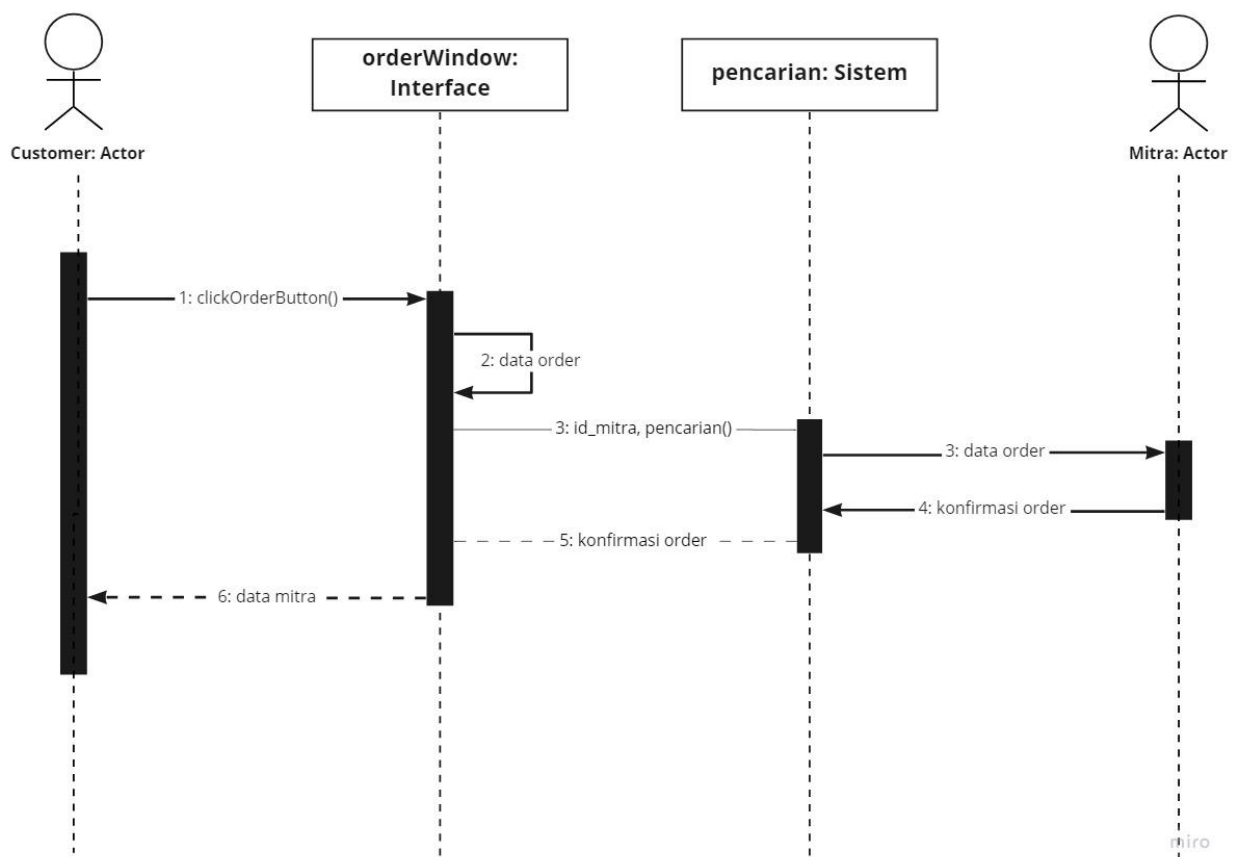 orderWindow:
Interface
pencarian: Sistem
Customer: Actor
Mitra: Actor
1: clickOrderButton()
2: data order
3: id_mitra, pencarian()
3: data order
4: konfirmasi order
5: konfirmasi order
6: data mitra
miro